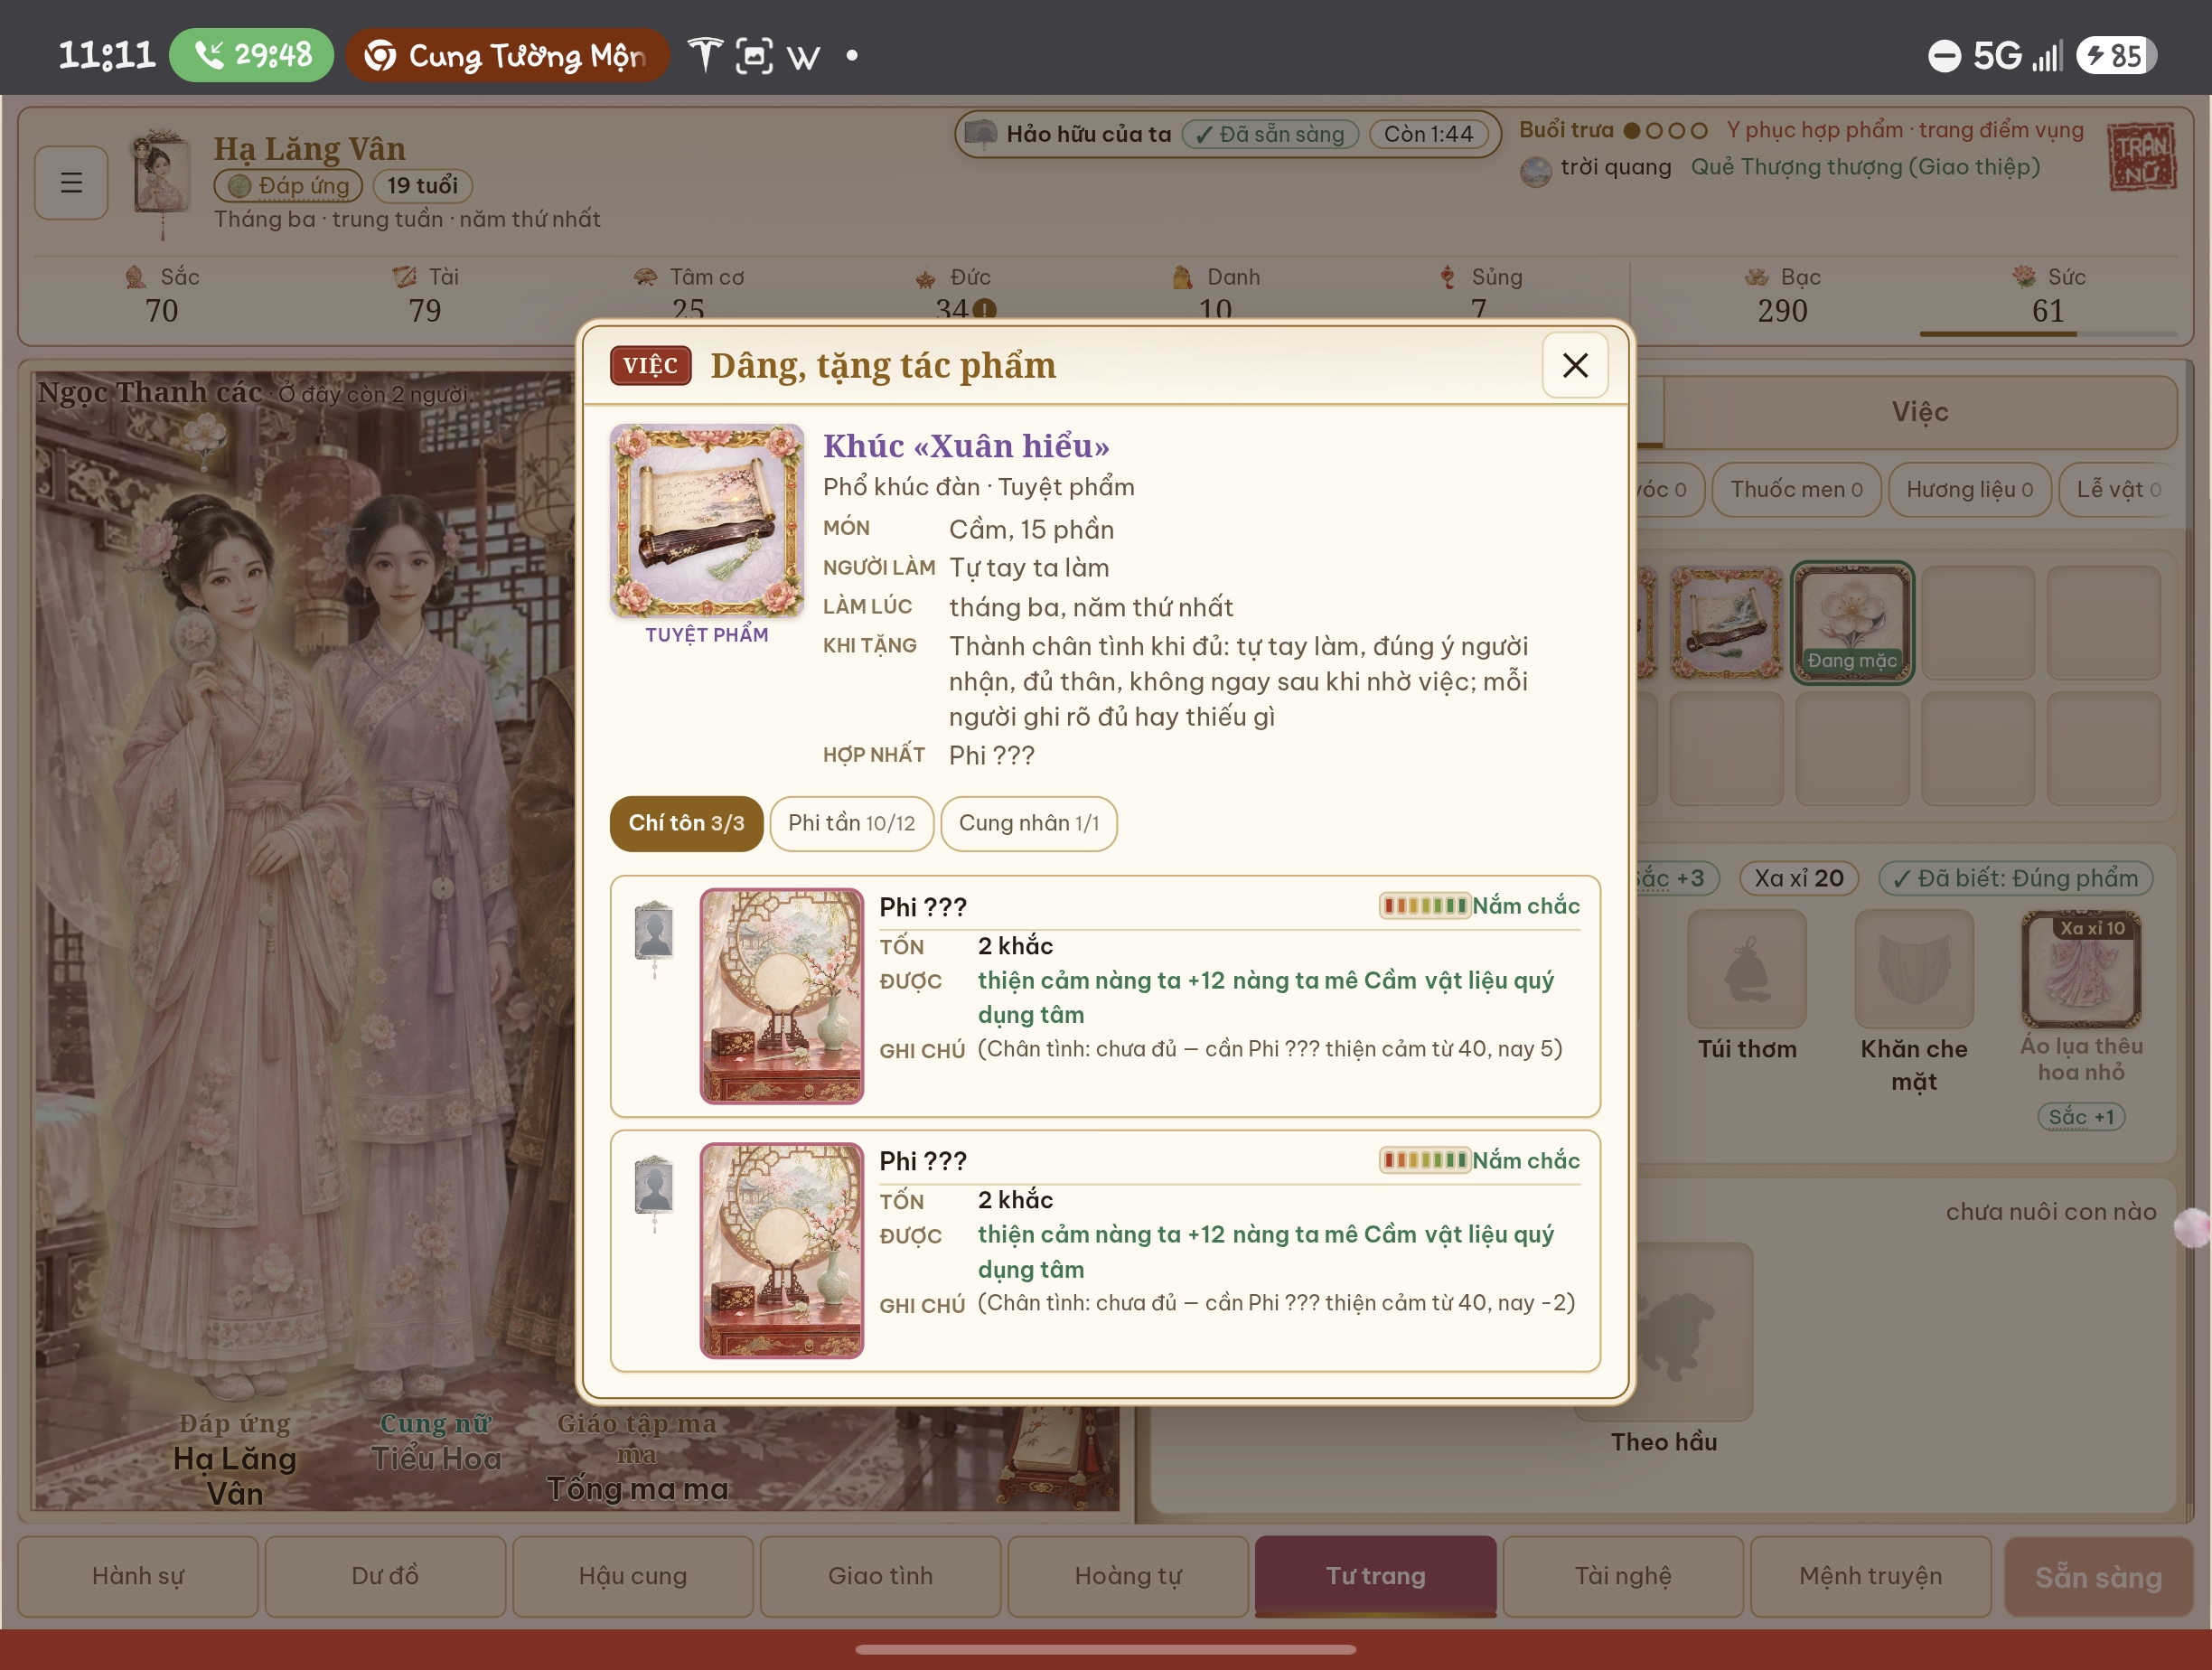 11:11
29:48
Cung Tường Mộn
5G
85
Hạ Lăng Vân
Đáp ứng
19 tuổi
Tháng ba · trung tuần · năm thứ nhất
Hảo hữu của ta
✓ Đã sẵn sàng
Còn 1:44
Buổi trưa
Y phục hợp phẩm · trang điểm vụng
trời quang
Quẻ Thượng thượng (Giao thiệp)
TRÂN NỮ
Sắc
Tài
Tâm cơ
Đức
Danh
Sủng
Bạc
Sức
70
79
25
34
10
7
290
61
Ngọc Thanh các · Ở đây còn 2 người.
VIỆC
Dâng, tặng tác phẩm
TUYỆT PHẨM
Khúc «Xuân hiểu»
Phổ khúc đàn · Tuyệt phẩm
MÓN
Cầm, 15 phần
NGƯỜI LÀM
Tự tay ta làm
LÀM LÚC
tháng ba, năm thứ nhất
KHI TẶNG
Thành chân tình khi đủ: tự tay làm, đúng ý người
nhận, đủ thân, không ngay sau khi nhờ việc; mỗi
người ghi rõ đủ hay thiếu gì
HỢP NHẤT
Phi ???
Chí tôn 3/3
Phi tần 10/12
Cung nhân 1/1
Phi ???
Nắm chắc
TỐN
2 khắc
ĐƯỢC
thiện cảm nàng ta +12 nàng ta mê Cầm vật liệu quý
dụng tâm
GHI CHÚ
(Chân tình: chưa đủ — cần Phi ??? thiện cảm từ 40, nay 5)
Phi ???
Nắm chắc
TỐN
2 khắc
ĐƯỢC
thiện cảm nàng ta +12 nàng ta mê Cầm vật liệu quý
dụng tâm
GHI CHÚ
(Chân tình: chưa đủ — cần Phi ??? thiện cảm từ 40, nay -2)
Việc
vóc 0
Thuốc men 0
Hương liệu 0
Lễ vật 0
Đang mặc
Sắc +3
Xa xỉ 20
✓ Đã biết: Đúng phẩm
Túi thơm
Khăn che
mặt
Xa xỉ 10
Áo lụa thêu
hoa nhỏ
Sắc +1
chưa nuôi con nào
Theo hầu
Đáp ứng
Hạ Lăng
Vân
Cung nữ
Tiểu Hoa
Giáo tập ma
ma
Tống ma ma
Hành sự
Dư đồ
Hậu cung
Giao tình
Hoàng tự
Tư trang
Tài nghệ
Mệnh truyện
Sẵn sàng